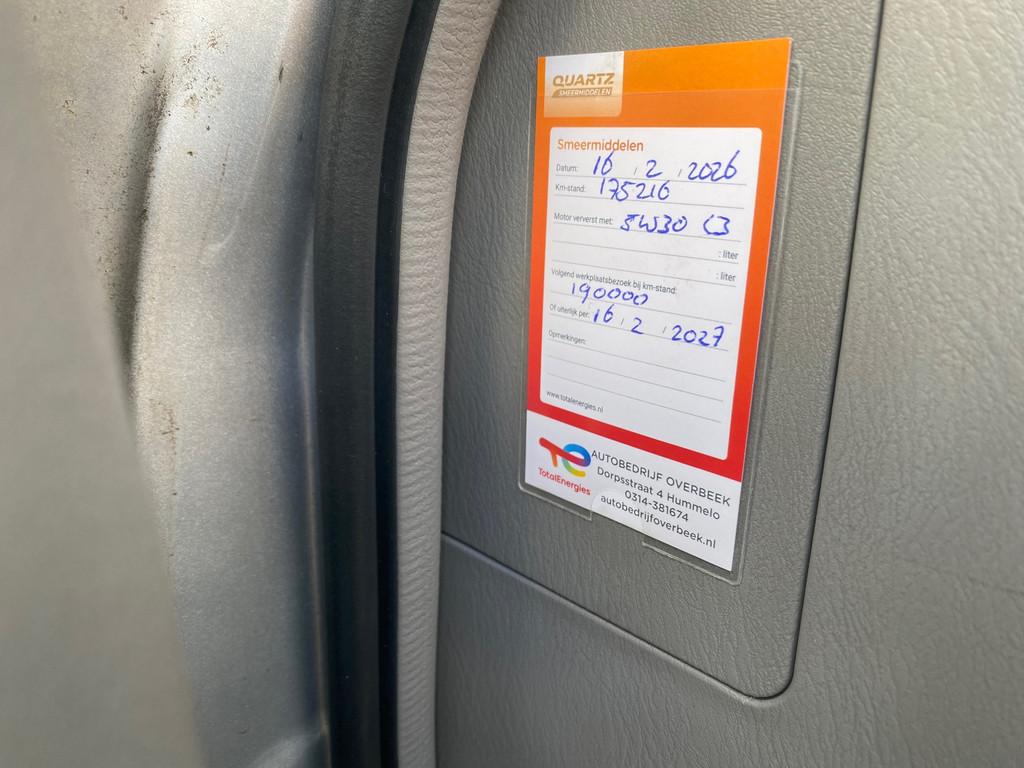 QUARTZ
SMEERMIDDELEN
Smeermiddelen
Datum: 16 / 2 / 2026
Km-stand: 175216
Motor ververst met: 5W30 C3
: liter
: liter
Volgend werkplaatsbezoek bij km-stand:
190000
Of uiterlijk per: 16 / 2 / 2027
Opmerkingen:
www.totalenergies.nl
TotalEnergies
AUTOBEDRIJF OVERBEEK
Dorpsstraat 4 Hummelo
0314-381674
autobedrijfoverbeek.nl